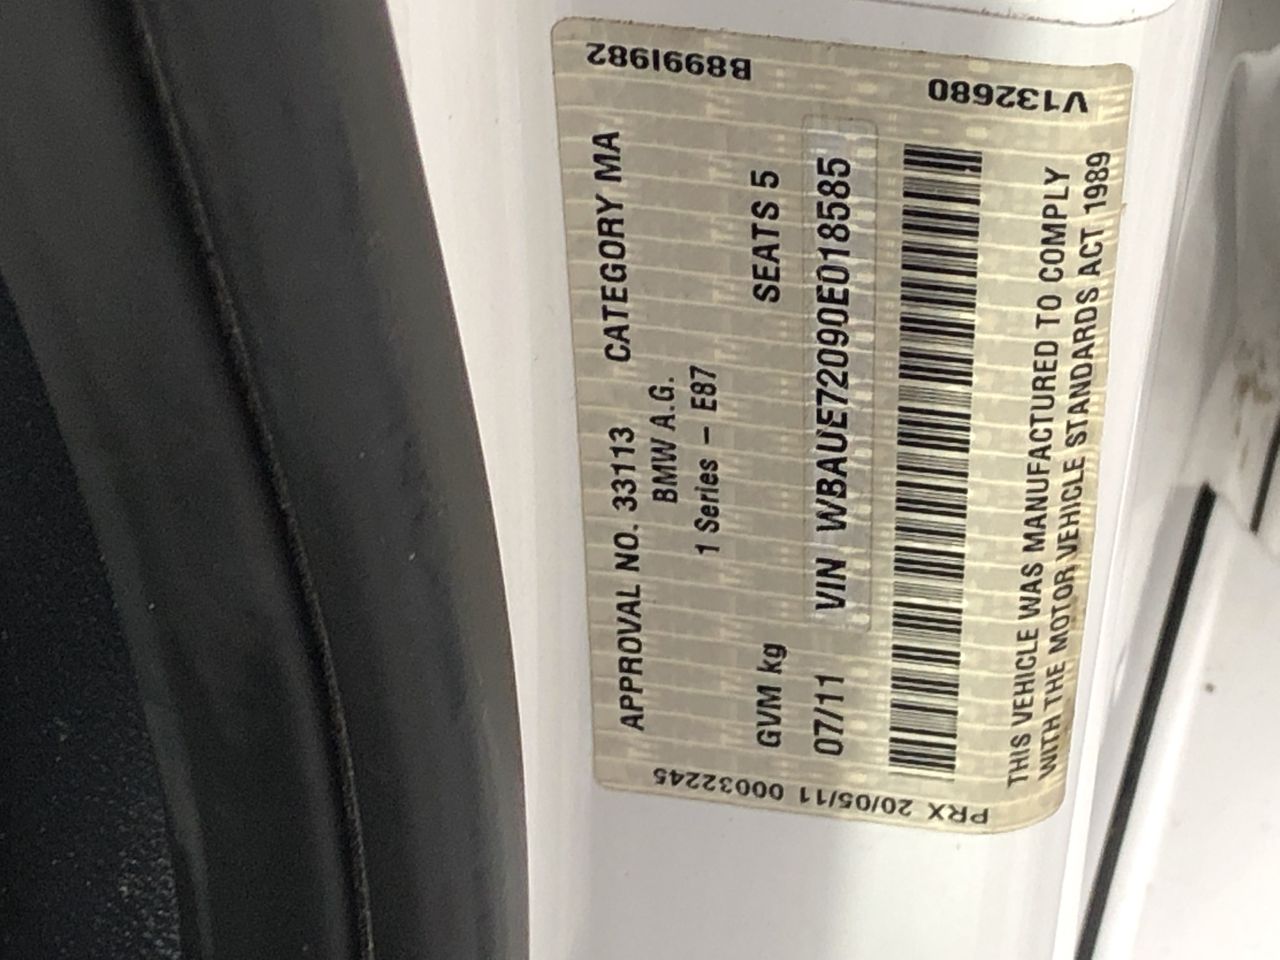 APPROVAL NO. 33113 CATEGORY MA
BMW A.G.
1 Series – E87
GVM kg SEATS 5
07/11 VIN WBAUE72090E018585
THIS VEHICLE WAS MANUFACTURED TO COMPLY
WITH THE MOTOR VEHICLE STANDARDS ACT 1989
B8991982
V132680
PRX 20/05/11 00032245